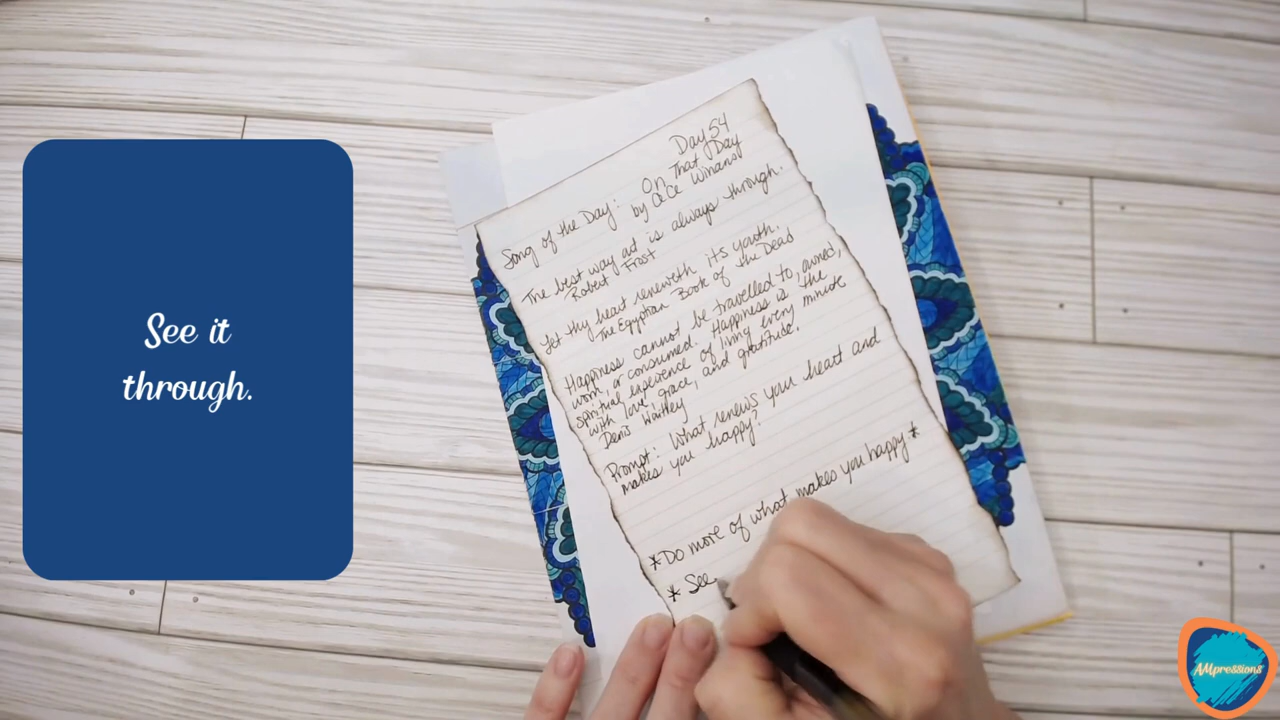 See it
through.
Day 54
Song of the Day: On That Day
by CeCe Winans
The best way out is always through.
Robert Frost
Let thy heart reneweth its youth.
The Egyptian Book of the Dead
Happiness cannot be travelled to, owned,
worn, or consumed. Happiness is the
spiritual experience of living every minute
with love, grace, and gratitude.
Denis Waitley
Prompt: What renews you heart and
makes you happy?
*Do more of what makes you happy*
* See
AMpressions